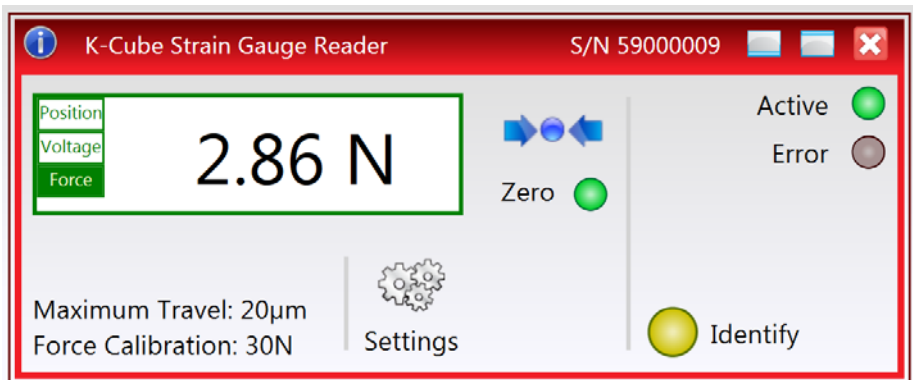 K-Cube Strain Gauge Reader S/N 59000009
Position
Voltage
Force
2.86 N
Zero
Active
Error
Maximum Travel: 20μm
Force Calibration: 30N
Settings
Identify